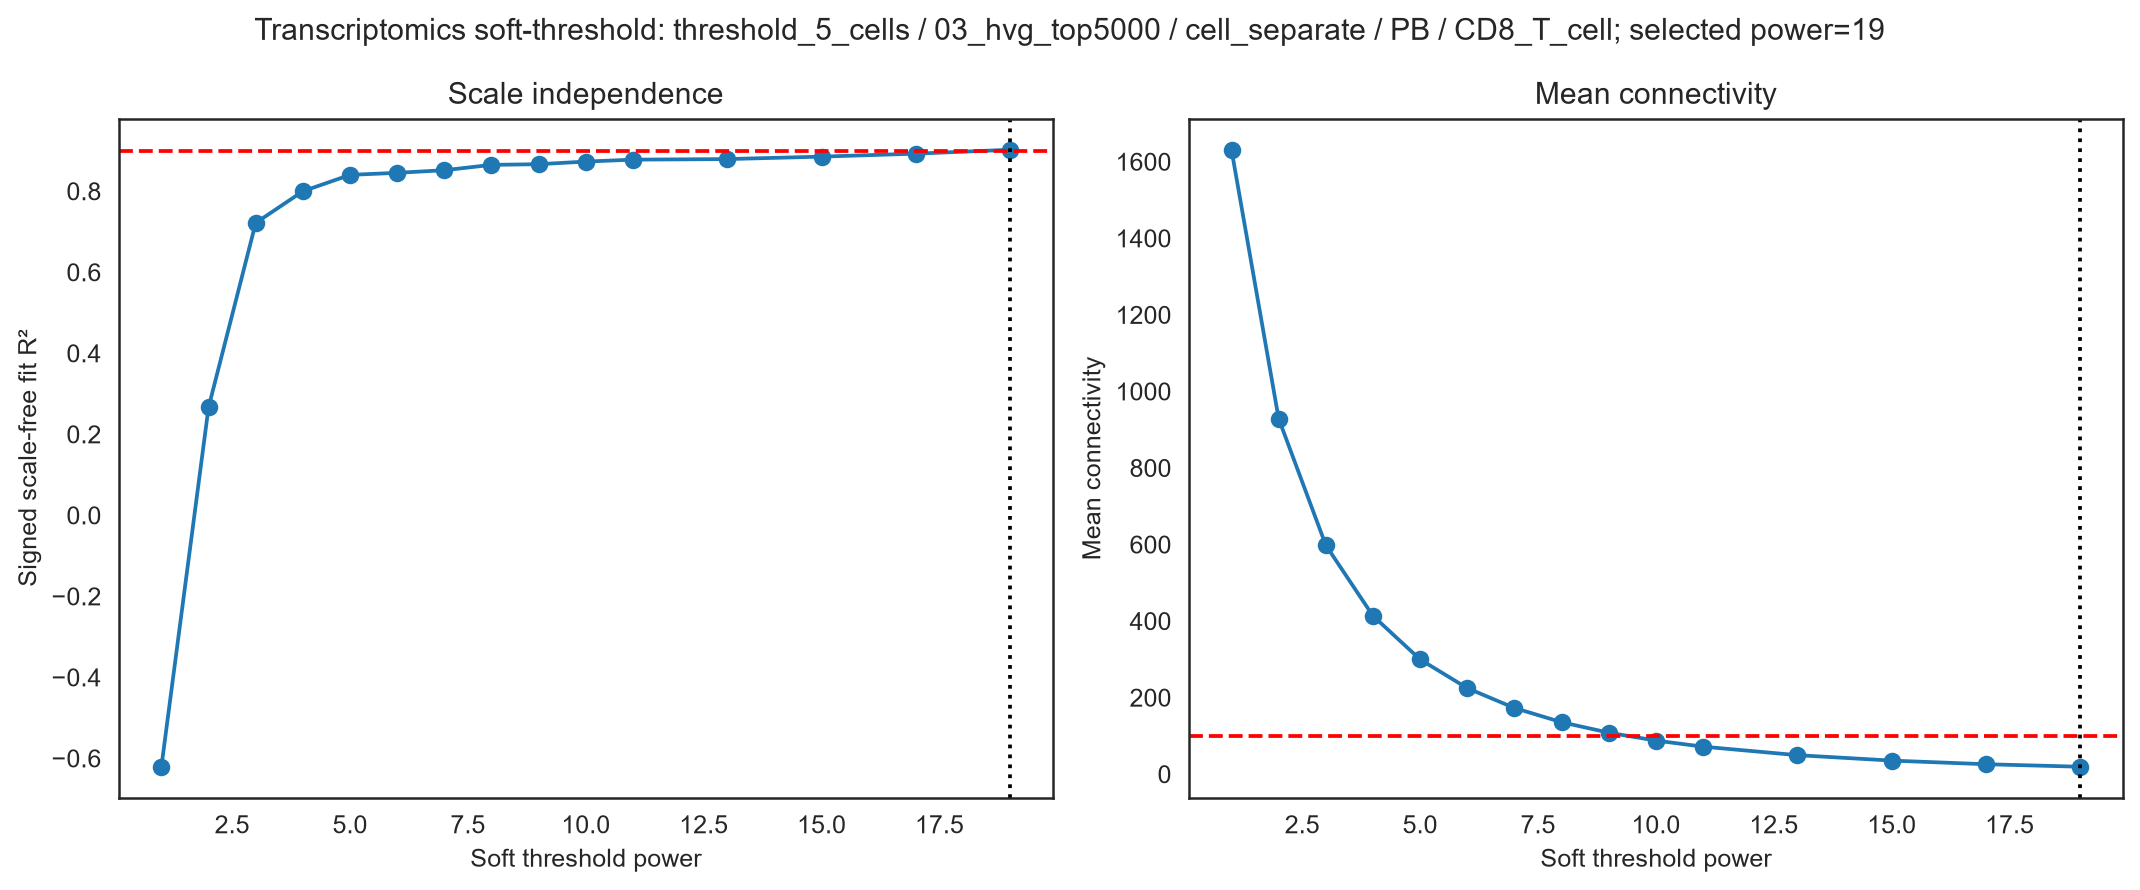 Transcriptomics soft-threshold: threshold_5_cells / 03_hvg_top5000 / cell_separate / PB / CD8_T_cell; selected power=19
Scale independence
Signed scale-free fit R²
0.8
0.6
0.4
0.2
0.0
−0.2
−0.4
−0.6
2.5 5.0 7.5 10.0 12.5 15.0 17.5
Soft threshold power
Mean connectivity
Mean connectivity
1600
1400
1200
1000
800
600
400
200
0
2.5 5.0 7.5 10.0 12.5 15.0 17.5
Soft threshold power